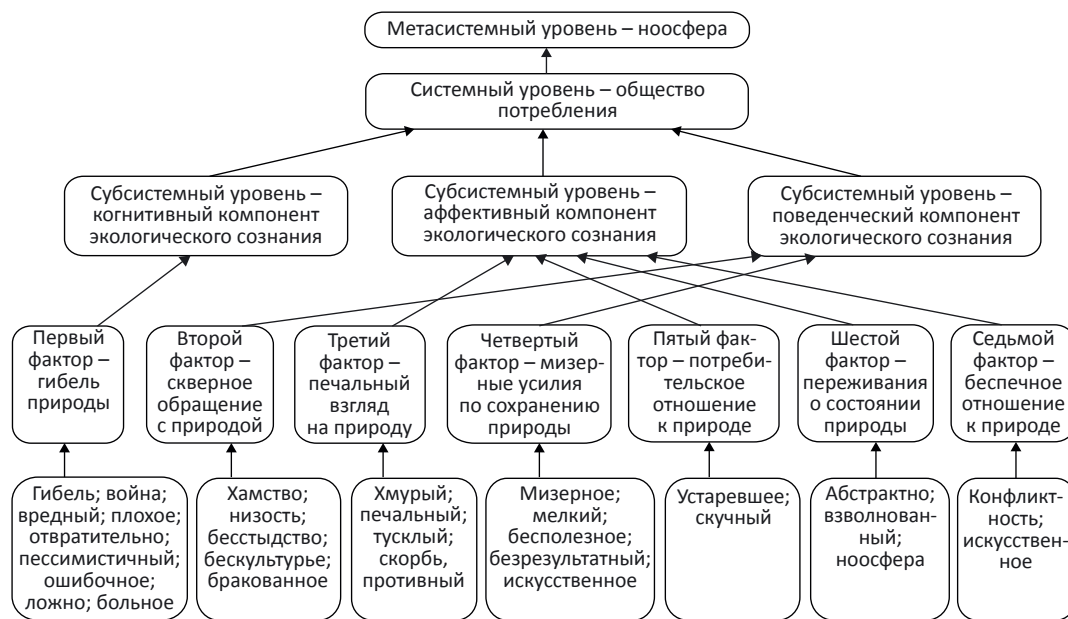 Метасистемный уровень – ноосфера
Системный уровень – общество
потребления
Субсистемный уровень –
когнитивный компонент
экологического сознания
Субсистемный уровень –
аффективный компонент
экологического сознания
Субсистемный уровень –
поведенческий компонент
экологического сознания
Первый
фактор –
гибель
природы
Второй
фактор –
скверное
обращение
с природой
Третий
фактор –
печальный
взгляд
на природу
Четвертый
фактор – мизер-
ные усилия
по сохранению
природы
Пятый фак-
тор – потреби-
тельское
отношение
к природе
Шестой
фактор –
переживания
о состоянии
природы
Седьмой
фактор –
беспечное
отношение
к природе
Гибель; война;
вредный; плохое;
отвратительно;
пессимистичный;
ошибочное;
ложно; больное
Хамство;
низость;
бесстыдство;
бескультурье;
бракованное
Хмурый;
печальный;
тусклый;
скорбь,
противный
Мизерное;
мелкий;
бесполезное;
безрезультатный;
искусственное
Устаревшее;
скучный
Абстрактно;
взволнован-
ный;
ноосфера
Конфликт-
ность;
искусствен-
ное